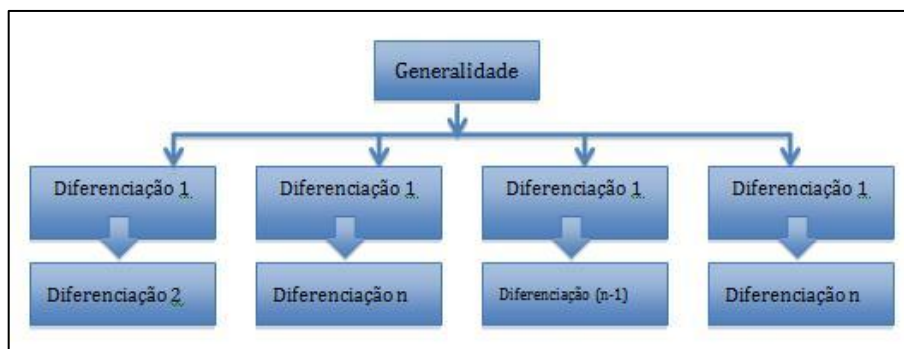 Generalidade
Diferenciação 1
Diferenciação 1
Diferenciação 1
Diferenciação 1
Diferenciação 2
Diferenciação n
Diferenciação (n-1)
Diferenciação n